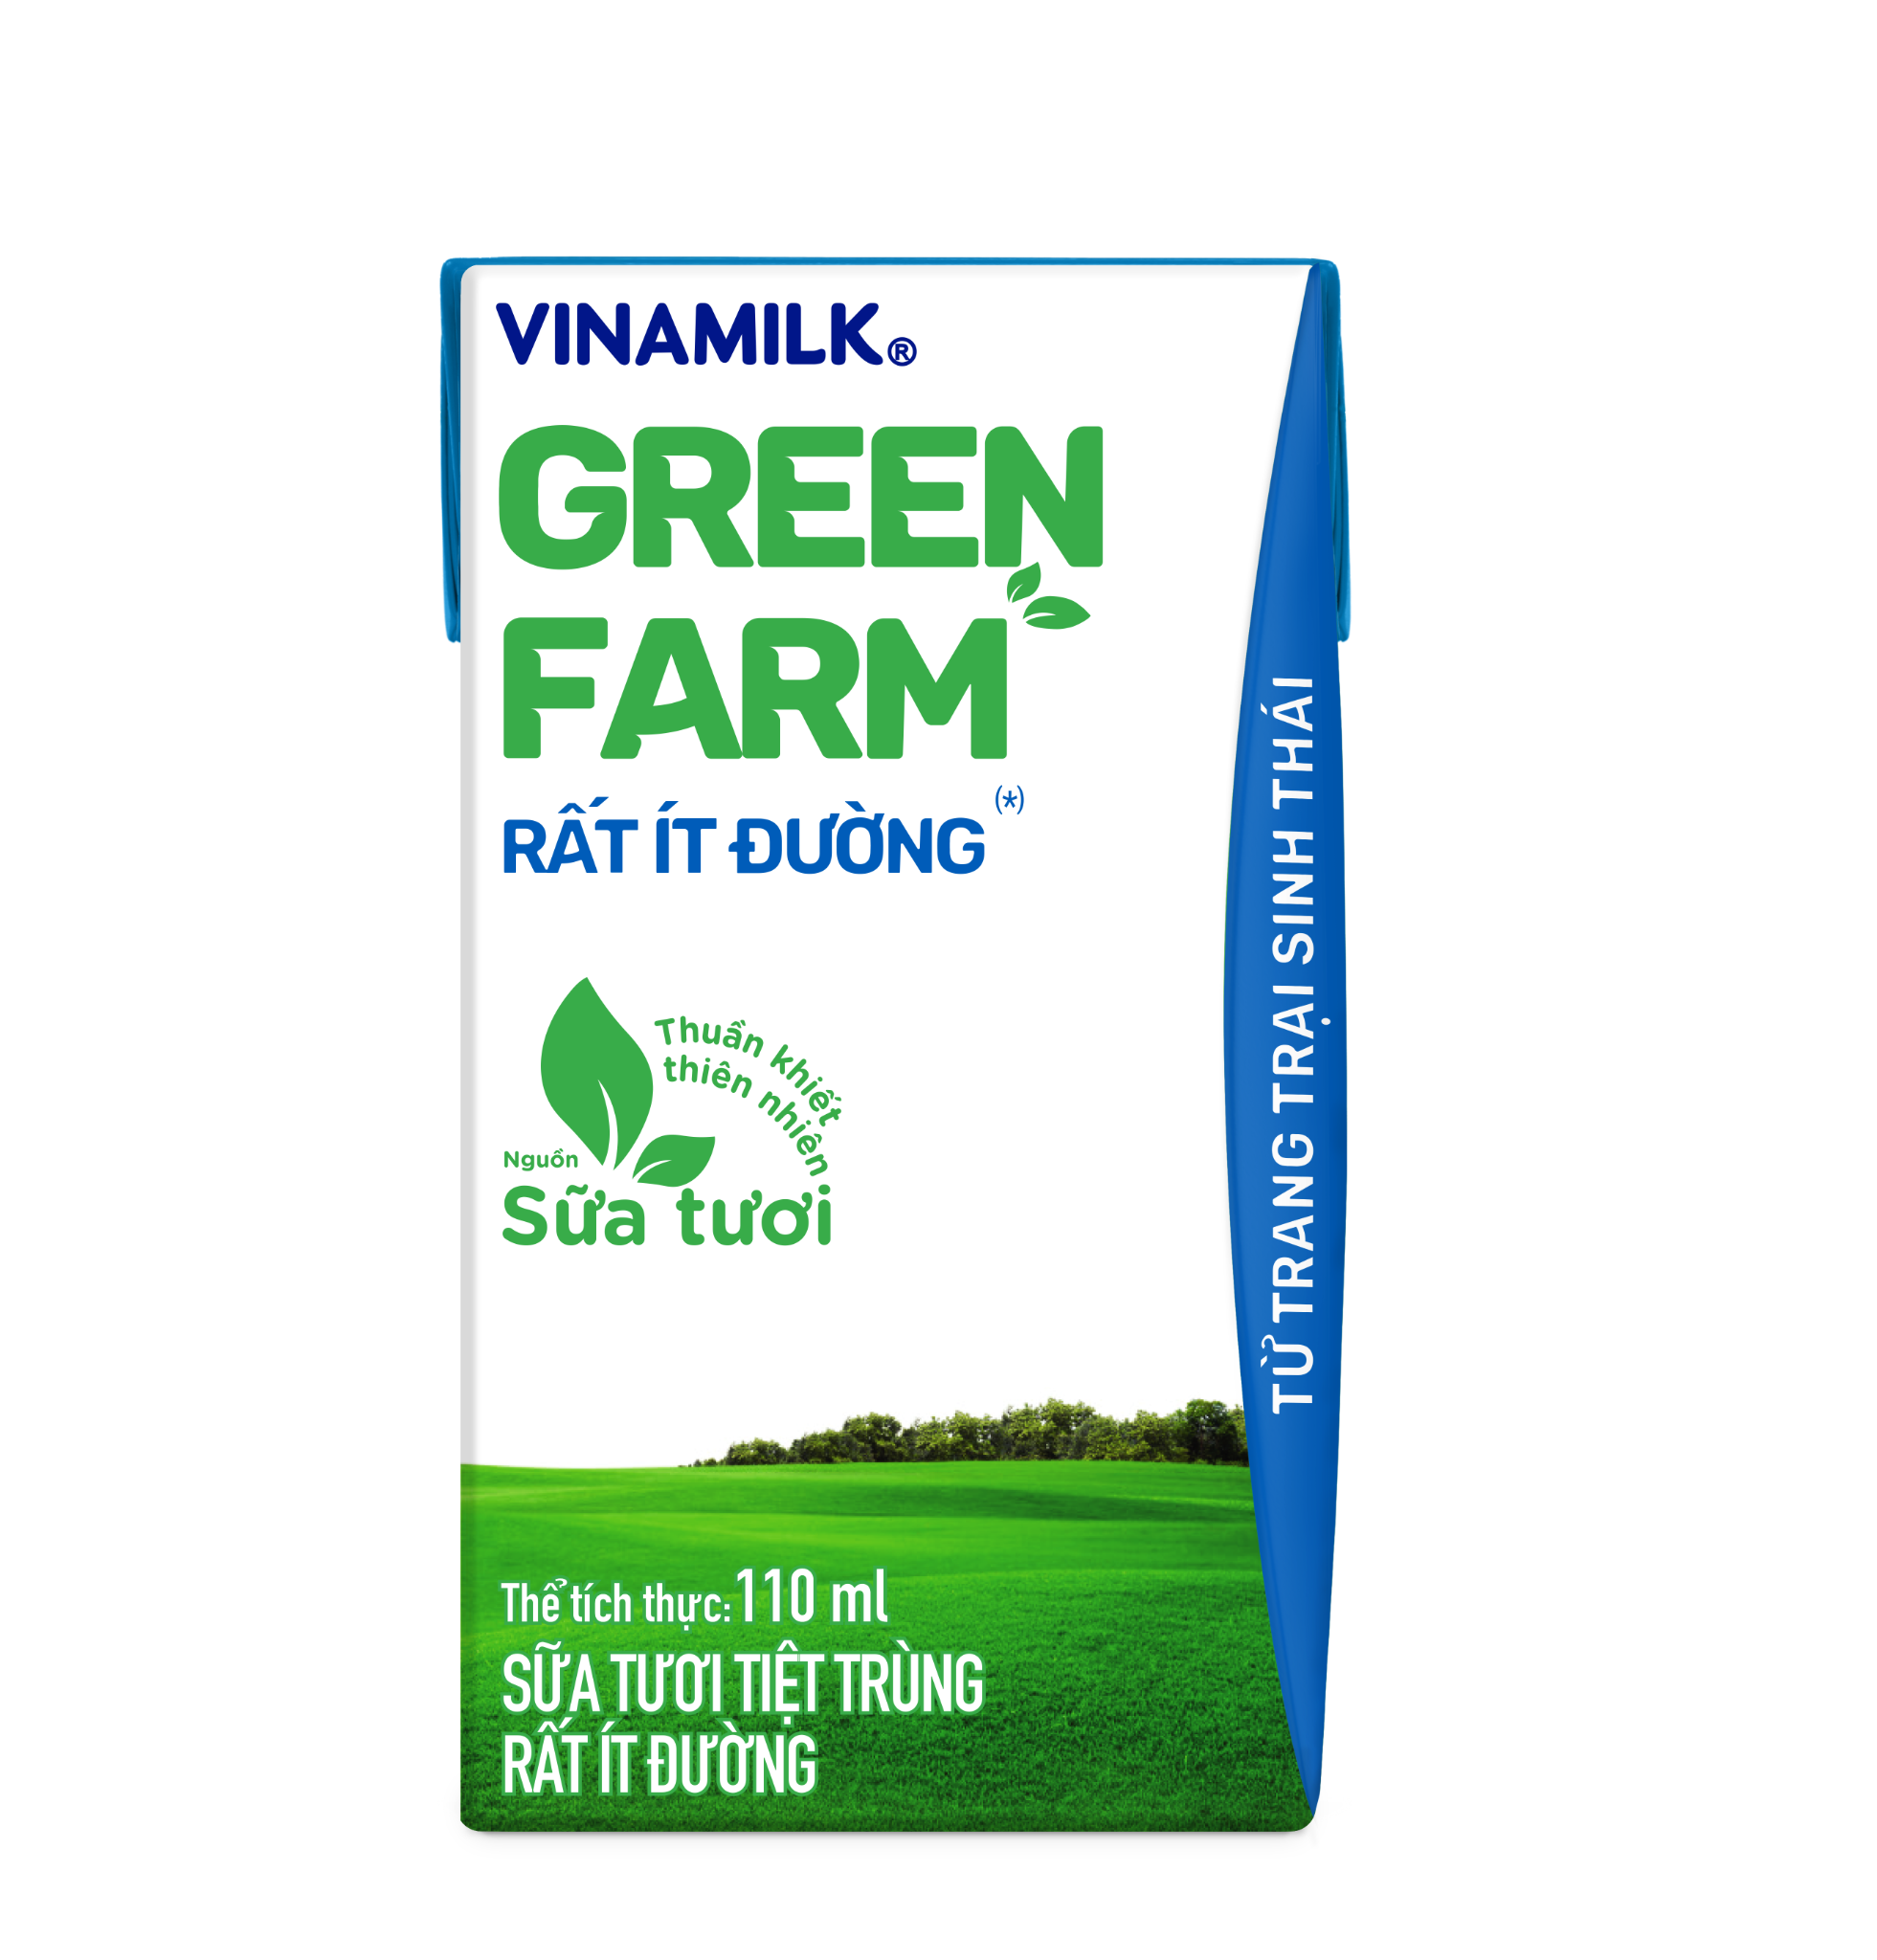 VINAMILK®
GREEN
FARM
RẤT ÍT ĐƯỜNG(*)
Thuần khiết
thiên nhiên
Nguồn
Sữa tươi
TỪ TRANG TRẠI SINH THÁI
Thể tích thực: 110 ml
SỮA TƯƠI TIỆT TRÙNG
RẤT ÍT ĐƯỜNG